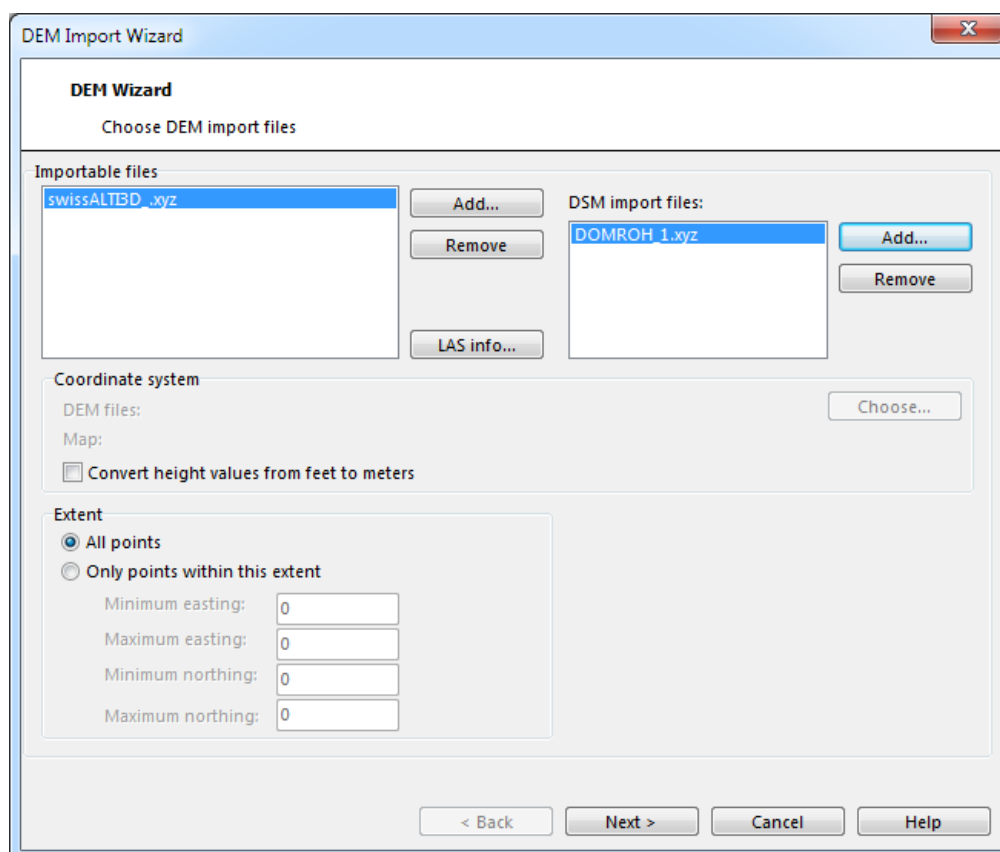 DEM Import Wizard
DEM Wizard
Choose DEM import files
Importable files
swissALTI3D_.xyz
Add...
Remove
LAS info...
DSM import files:
DOMROH_1.xyz
Add...
Remove
Coordinate system
DEM files:
Choose...
Map:
Convert height values from feet to meters
Extent
All points
Only points within this extent
Minimum easting: 0
Maximum easting: 0
Minimum northing: 0
Maximum northing: 0
< Back Next > Cancel Help